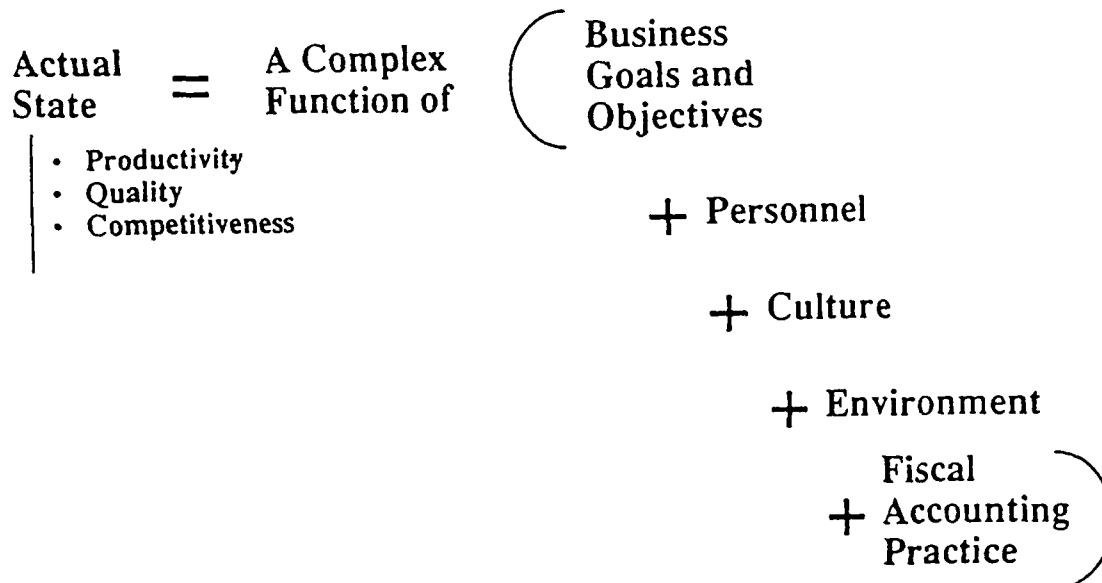 Actual
State
=
A Complex
Function of
(
Business
Goals and
Objectives
· Productivity
· Quality
· Competitiveness
+ Personnel
+ Culture
+ Environment
+ Fiscal
Accounting
Practice
)